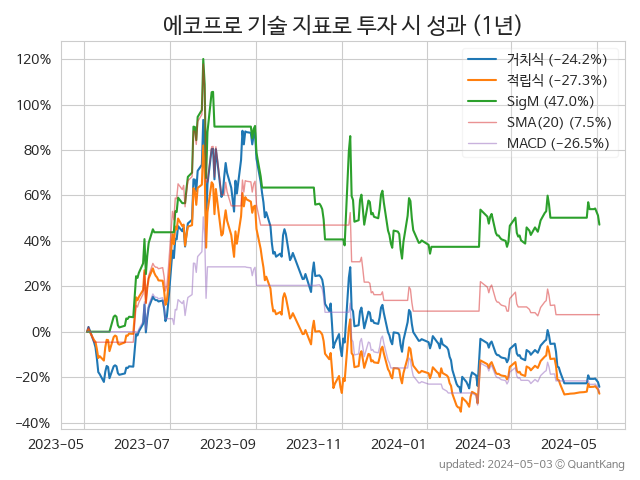 에코프로 기술 지표로 투자 시 성과 (1년)
거치식 (−24.2%)
적립식 (−27.3%)
SigM (47.0%)
SMA(20) (7.5%)
MACD (−26.5%)
120%
100%
80%
60%
40%
20%
0%
−20%
−40%
2023-05 2023-07 2023-09 2023-11 2024-01 2024-03 2024-05
updated: 2024-05-03 © QuantKang